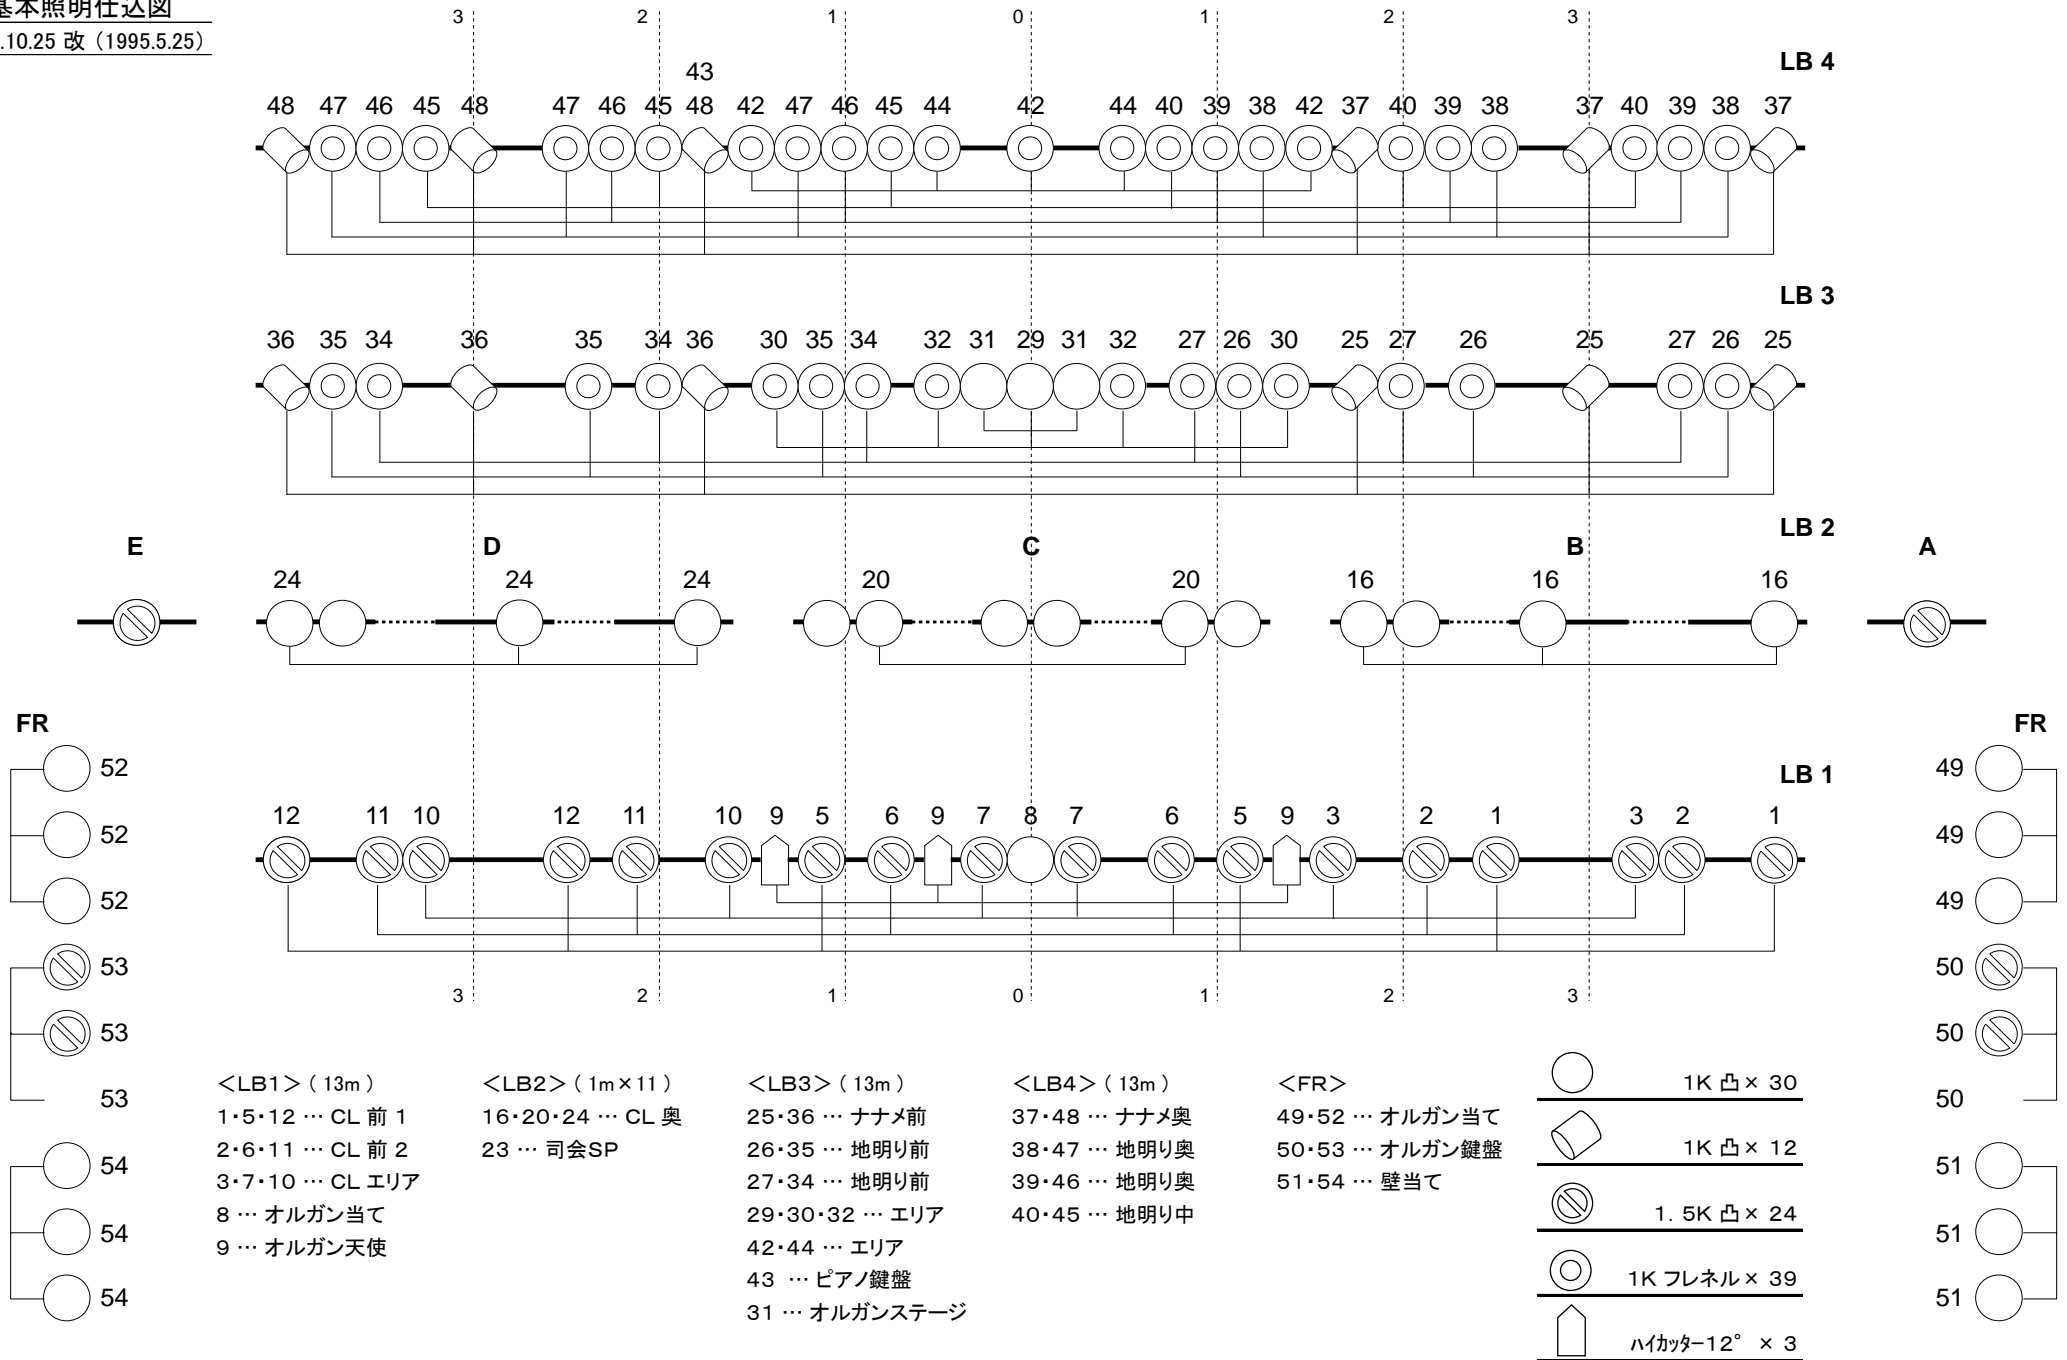 基本照明仕込図
.10.25 改（1995.5.25）
3 2 1 0 1 2 3
LB 4
43
48 47 46 45 48 47 46 45 48 42 47 46 45 44 42 44 40 39 38 42 37 40 39 38 37 40 39 38 37
LB 3
36 35 34 36 35 34 36 30 35 34 32 31 29 31 32 27 26 30 25 27 26 25 27 26 25
LB 2
E D C B A
24 24 24 20 20 16 16 16
FR FR
52 49
LB 1
52 49
12 11 10 12 11 10 9 5 6 9 7 8 7 6 5 9 3 2 1 3 2 1
52 49
53 50
3 2 1 0 1 2 3
53 50
53 50
54 51
54 51
54 51
＜LB1＞（13m）
1・5・12 … CL 前 1
2・6・11 … CL 前 2
3・7・10 … CL エリア
8 … オルガン当て
9 … オルガン天使
＜LB2＞（1m×11）
16・20・24 … CL 奥
23 … 司会SP
＜LB3＞（13m）
25・36 … ナナメ前
26・35 … 地明り前
27・34 … 地明り前
29・30・32 … エリア
42・44 … エリア
43 … ピアノ鍵盤
31 … オルガンステージ
＜LB4＞（13m）
37・48 … ナナメ奥
38・47 … 地明り奥
39・46 … 地明り奥
40・45 … 地明り中
＜FR＞
49・52 … オルガン当て
50・53 … オルガン鍵盤
51・54 … 壁当て
1K 凸× 30
1K 凸× 12
1. 5K 凸× 24
1K フレネル× 39
ハイカッター12° × 3